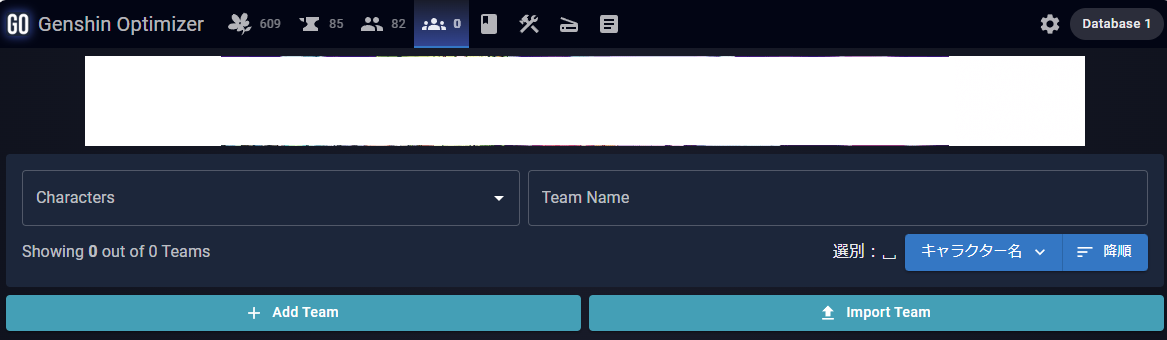 GO Genshin Optimizer 609 85 82 0 Database 1
Characters Team Name
Showing 0 out of 0 Teams 選別：␣ キャラクター名 降順
Add Team Import Team